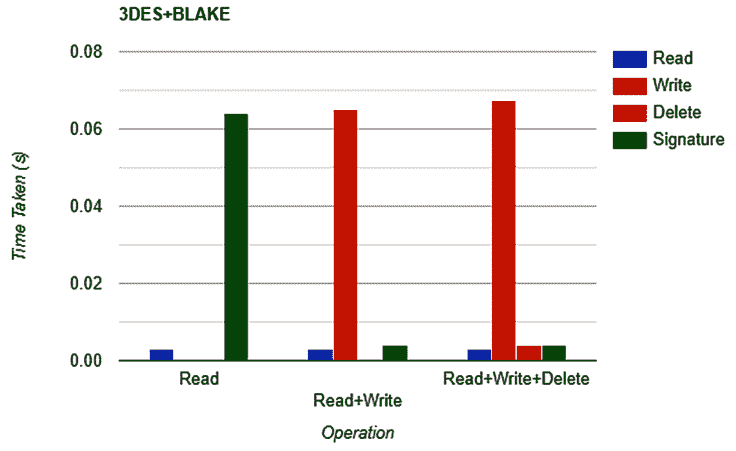 3DES+BLAKE
0.08
0.06
0.04
0.02
0.00
Time Taken (s)
Read
Read+Write
Read+Write+Delete
Operation
Read
Write
Delete
Signature